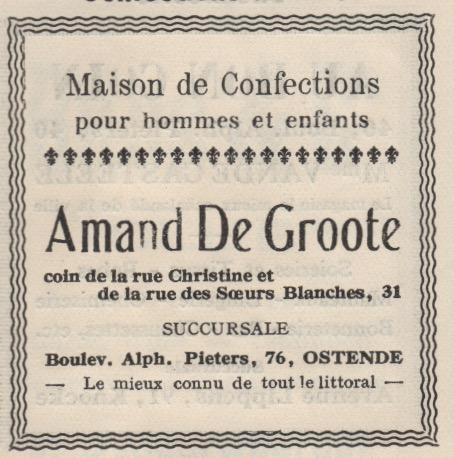 Maison de Confections
pour hommes et enfants
Amand De Groote
coin de la rue Christine et
de la rue des Sœurs Blanches, 31
SUCCURSALE
Boulev. Alph. Pieters, 76, OSTENDE
— Le mieux connu de tout le littoral —